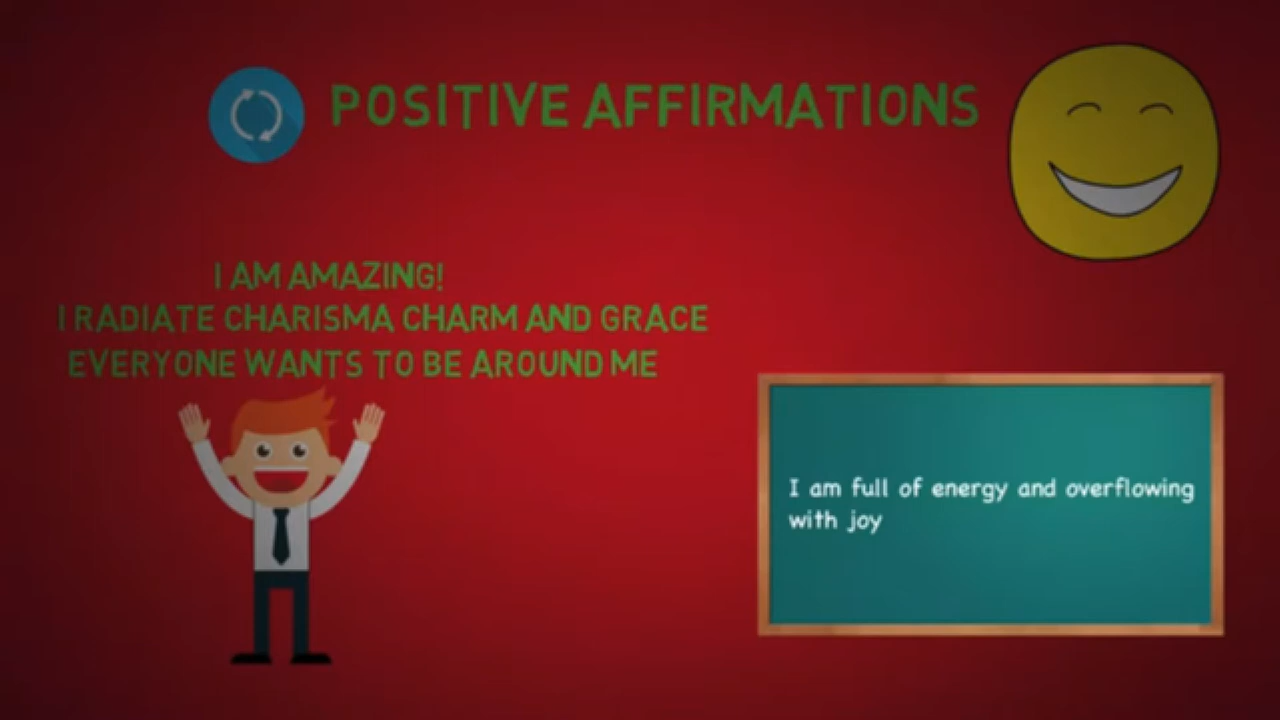 POSITIVE AFFIRMATIONS
I AM AMAZING!
I RADIATE CHARISMA CHARM AND GRACE
EVERYONE WANTS TO BE AROUND ME
I am full of energy and overflowing
with joy